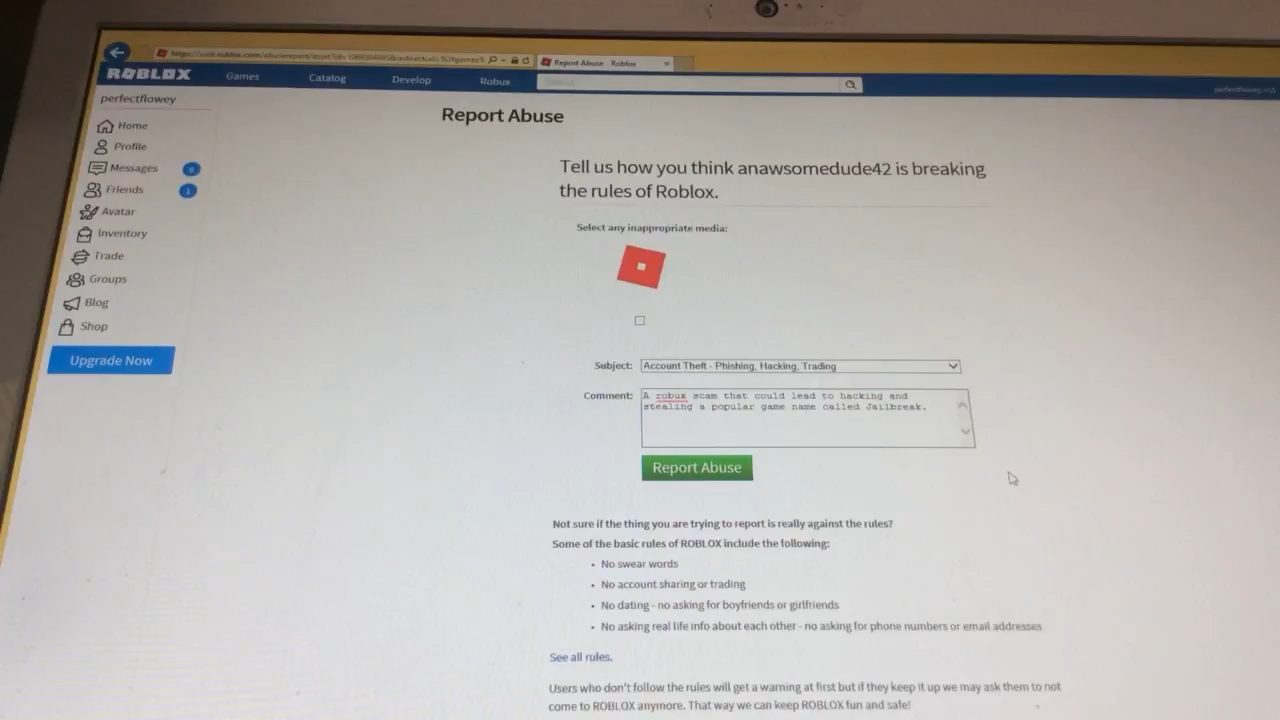 Report Abuse - Roblox
ROBLOX Games Catalog Develop Robux
perfectflowey
Home
Profile
Messages
Friends 1
Avatar
Inventory
Trade
Groups
Blog
Shop
Upgrade Now
Report Abuse
Tell us how you think anawsomedude42 is breaking
the rules of Roblox.
Select any inappropriate media:
Subject: Account Theft - Phishing, Hacking, Trading
Comment: A robux scam that could lead to hacking and
stealing a popular game name called Jailbreak.
Report Abuse
Not sure if the thing you are trying to report is really against the rules?
Some of the basic rules of ROBLOX include the following:
• No swear words
• No account sharing or trading
• No dating - no asking for boyfriends or girlfriends
• No asking real life info about each other - no asking for phone numbers or email addresses
See all rules.
Users who don't follow the rules will get a warning at first but if they keep it up we may ask them to not
come to ROBLOX anymore. That way we can keep ROBLOX fun and safe!